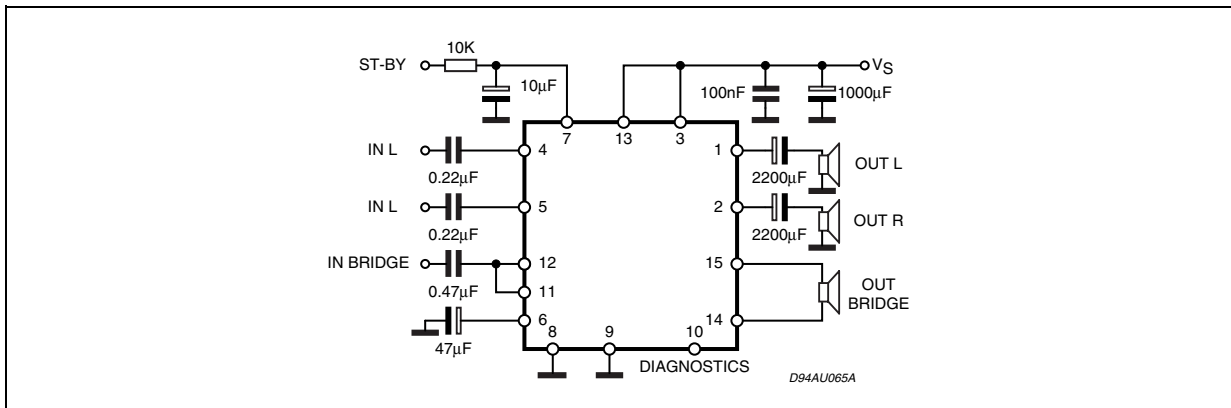 10K
ST-BY
10μF
100nF
1000μF
VS
7
13
3
IN L
0.22μF
4
1
2200μF
OUT L
IN L
0.22μF
5
2
2200μF
OUT R
IN BRIDGE
0.47μF
12
11
15
OUT
BRIDGE
47μF
6
14
8
9
10
DIAGNOSTICS
D94AU065A